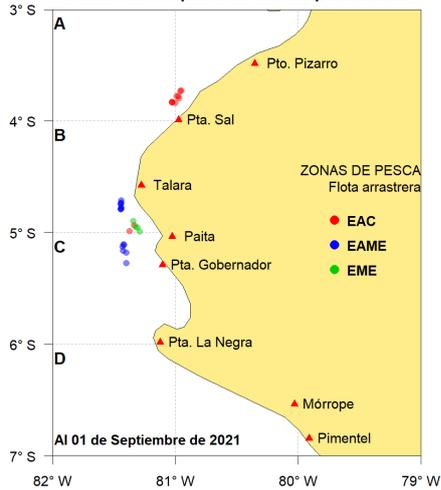 3° S
A
Pto. Pizarro
4° S
Pta. Sal
B
ZONAS DE PESCA
Flota arrastrera
Talara
EAC
5° S
Paita
EAME
C
Pta. Gobernador
EME
6° S
Pta. La Negra
D
Mórrope
Al 01 de Septiembre de 2021
Pimentel
7° S
82° W
81° W
80° W
79° W